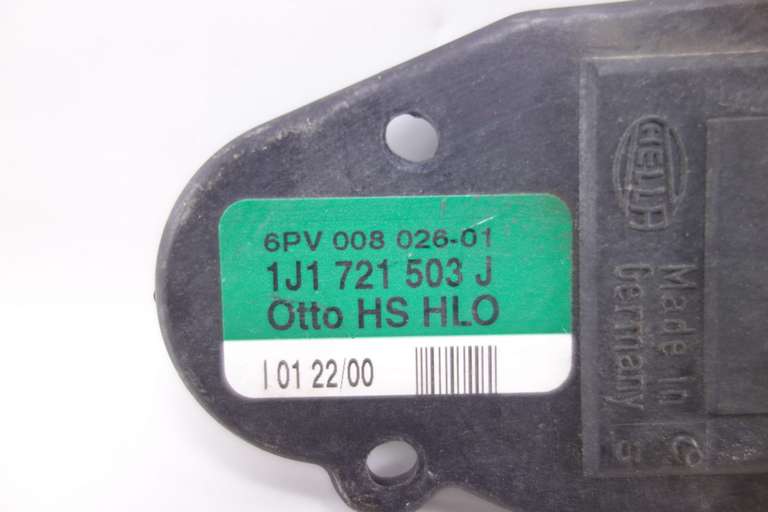 6PV 008 026-01
1J1 721 503 J
Otto HS HLO
I 01 22/00
HELLA
Made In
Germany